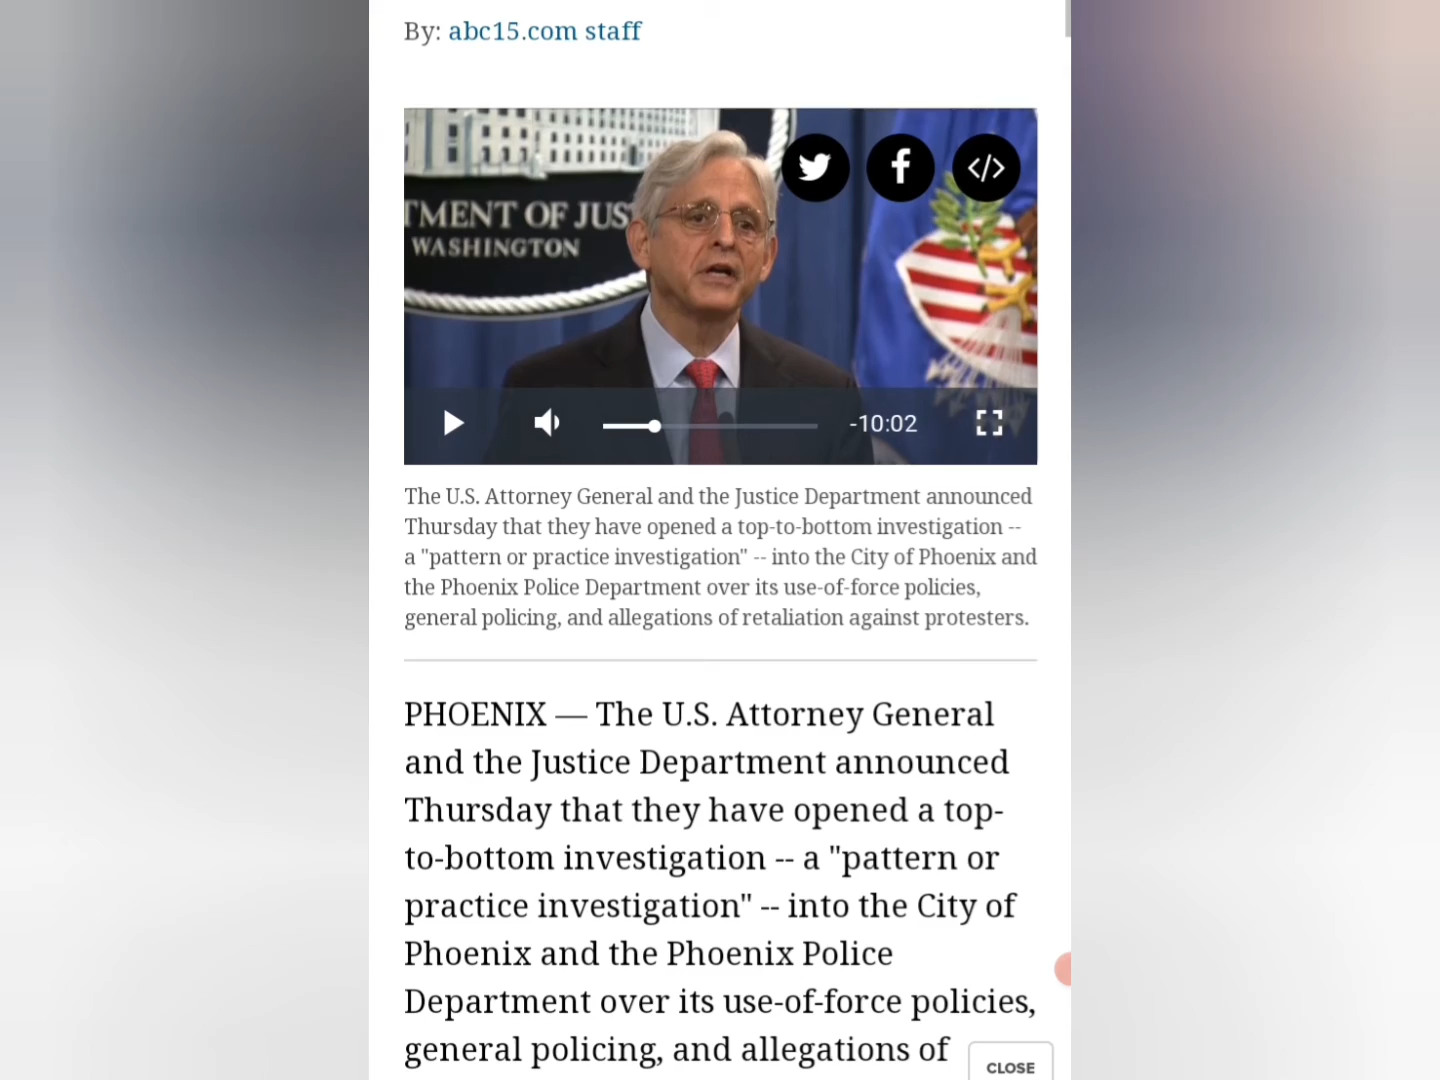 By: abc15.com staff
TMENT OF JUS
WASHINGTON
-10:02
The U.S. Attorney General and the Justice Department announced
Thursday that they have opened a top-to-bottom investigation --
a "pattern or practice investigation" -- into the City of Phoenix and
the Phoenix Police Department over its use-of-force policies,
general policing, and allegations of retaliation against protesters.
PHOENIX — The U.S. Attorney General
and the Justice Department announced
Thursday that they have opened a top-
to-bottom investigation -- a "pattern or
practice investigation" -- into the City of
Phoenix and the Phoenix Police
Department over its use-of-force policies,
general policing, and allegations of
CLOSE